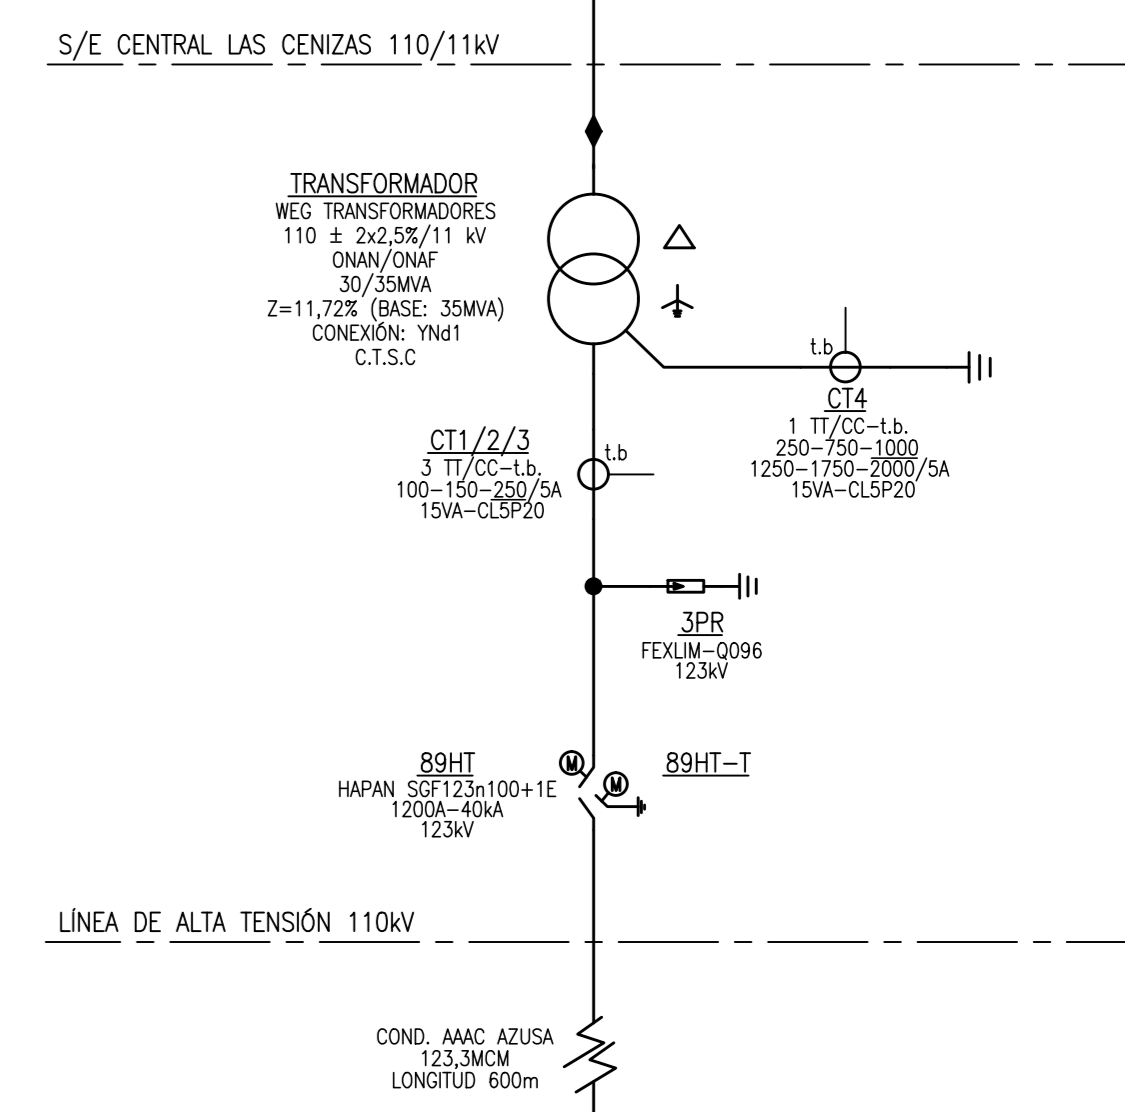 S/E CENTRAL LAS CENIZAS 110/11kV
TRANSFORMADOR
WEG TRANSFORMADORES
110 ± 2x2,5%/11 kV
ONAN/ONAF
30/35MVA
Z=11,72% (BASE: 35MVA)
CONEXIÓN: YNd1
C.T.S.C
t.b
CT4
1 TT/CC-t.b.
250-750-1000
1250-1750-2000/5A
15VA-CL5P20
CT1/2/3
3 TT/CC-t.b.
100-150-250/5A
15VA-CL5P20
t.b
3PR
FEXLIM-Q096
123kV
89HT
HAPAN SGF123n100+1E
1200A-40kA
123kV
M
M
89HT-T
LÍNEA DE ALTA TENSIÓN 110kV
COND. AAAC AZUSA
123,3MCM
LONGITUD 600m